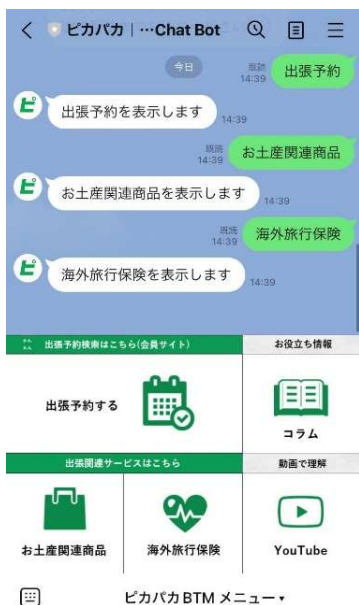 ピカパカ｜…Chat Bot
今日
既読
14:39
出張予約
ピ
出張予約を表示します
14:39
既読
14:39
お土産関連商品
ピ
お土産関連商品を表示します
14:39
既読
14:39
海外旅行保険
ピ
海外旅行保険を表示します
14:39
出張予約検索はこちら(会員サイト)
お役立ち情報
出張予約する
コラム
出張関連サービスはこちら
動画で理解
お土産関連商品
海外旅行保険
YouTube
ピカパカBTM メニュー▾